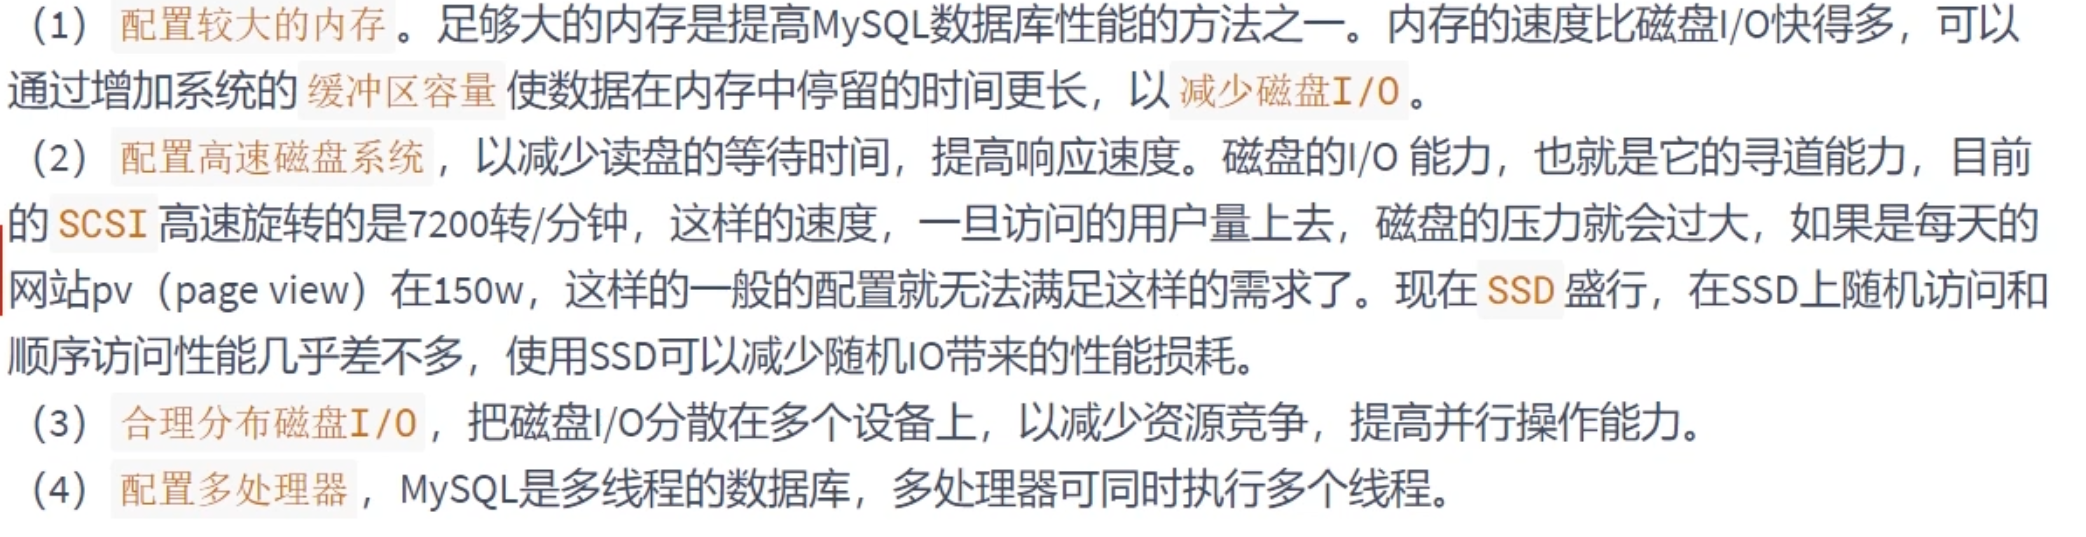 （1）配置较大的内存。足够大的内存是提高MySQL数据库性能的方法之一。内存的速度比磁盘I/O快得多，可以
通过增加系统的缓冲区容量使数据在内存中停留的时间更长，以减少磁盘I/O。
（2）配置高速磁盘系统，以减少读盘的等待时间，提高响应速度。磁盘的I/O 能力，也就是它的寻道能力，目前
的SCSI高速旋转的是7200转/分钟，这样的速度，一旦访问的用户量上去，磁盘的压力就会过大，如果是每天的
网站pv（page view）在150w，这样的一般的配置就无法满足这样的需求了。现在SSD盛行，在SSD上随机访问和
顺序访问性能几乎差不多，使用SSD可以减少随机IO带来的性能损耗。
（3）合理分布磁盘I/O，把磁盘I/O分散在多个设备上，以减少资源竞争，提高并行操作能力。
（4）配置多处理器，MySQL是多线程的数据库，多处理器可同时执行多个线程。